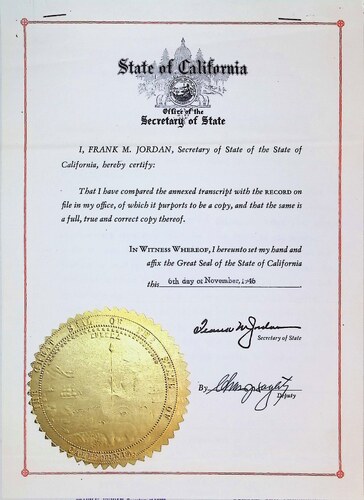 State of California
Office of the
Secretary of State
I, FRANK M. JORDAN, Secretary of State of the State of
California, hereby certify:
That I have compared the annexed transcript with the RECORD on
file in my office, of which it purports to be a copy, and that the same is
a full, true and correct copy thereof.
IN WITNESS WHEREOF, I hereunto set my hand and
affix the Great Seal of the State of California
this 6th day of November, 1946
Frank M. Jordan
Secretary of State
By
Deputy